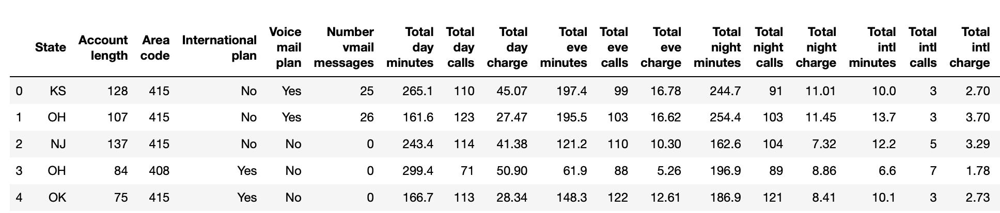 State Account length Area code International plan Voice mail plan Number vmail messages Total day minutes Total day calls Total day charge Total eve minutes Total eve calls Total eve charge Total night minutes Total night calls Total night charge Total intl minutes Total intl calls Total intl charge
0 KS 128 415 No Yes 25 265.1 110 45.07 197.4 99 16.78 244.7 91 11.01 10.0 3 2.70
1 OH 107 415 No Yes 26 161.6 123 27.47 195.5 103 16.62 254.4 103 11.45 13.7 3 3.70
2 NJ 137 415 No No 0 243.4 114 41.38 121.2 110 10.30 162.6 104 7.32 12.2 5 3.29
3 OH 84 408 Yes No 0 299.4 71 50.90 61.9 88 5.26 196.9 89 8.86 6.6 7 1.78
4 OK 75 415 Yes No 0 166.7 113 28.34 148.3 122 12.61 186.9 121 8.41 10.1 3 2.73